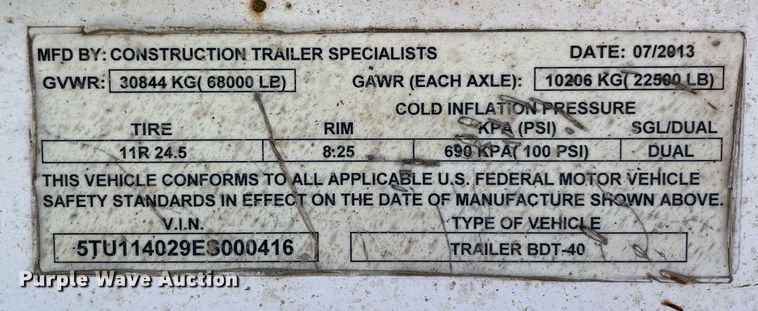 MFD BY: CONSTRUCTION TRAILER SPECIALISTS DATE: 07/2013
GVWR: 30844 KG( 68000 LB) GAWR (EACH AXLE): 10206 KG( 22500 LB)
COLD INFLATION PRESSURE
TIRE RIM KPA (PSI) SGL/DUAL
11R 24.5 8:25 690 KPA( 100 PSI) DUAL
THIS VEHICLE CONFORMS TO ALL APPLICABLE U.S. FEDERAL MOTOR VEHICLE
SAFETY STANDARDS IN EFFECT ON THE DATE OF MANUFACTURE SHOWN ABOVE.
V.I.N. TYPE OF VEHICLE
5TU114029ES000416 TRAILER BDT-40
Purple Wave Auction